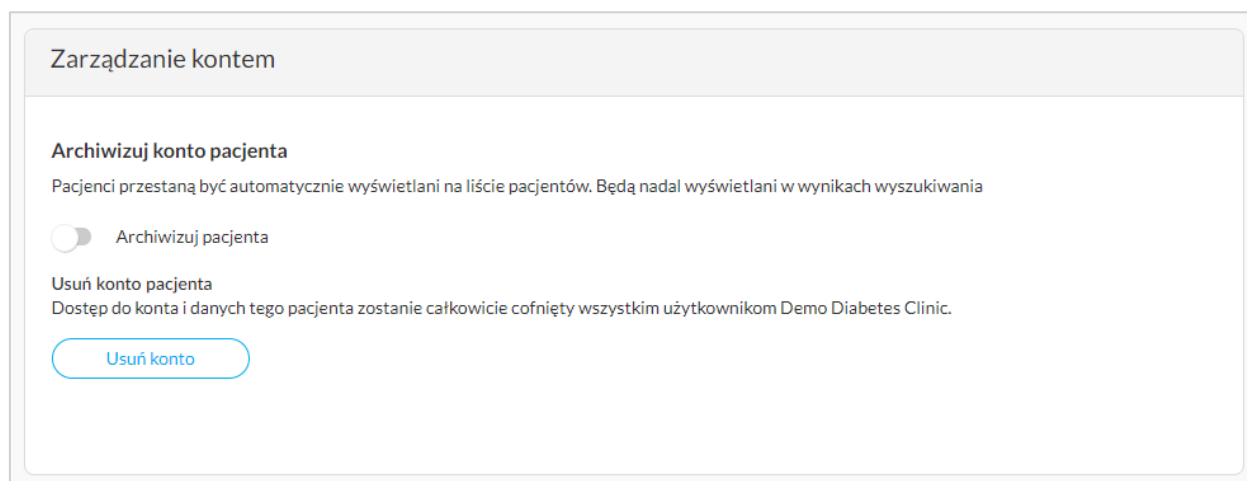 Zarządzanie kontem
Archiwizuj konto pacjenta
Pacjenci przestaną być automatycznie wyświetlani na liście pacjentów. Będą nadal wyświetlani w wynikach wyszukiwania
Archiwizuj pacjenta
Usuń konto pacjenta
Dostęp do konta i danych tego pacjenta zostanie całkowicie cofnięty wszystkim użytkownikom Demo Diabetes Clinic.
Usuń konto